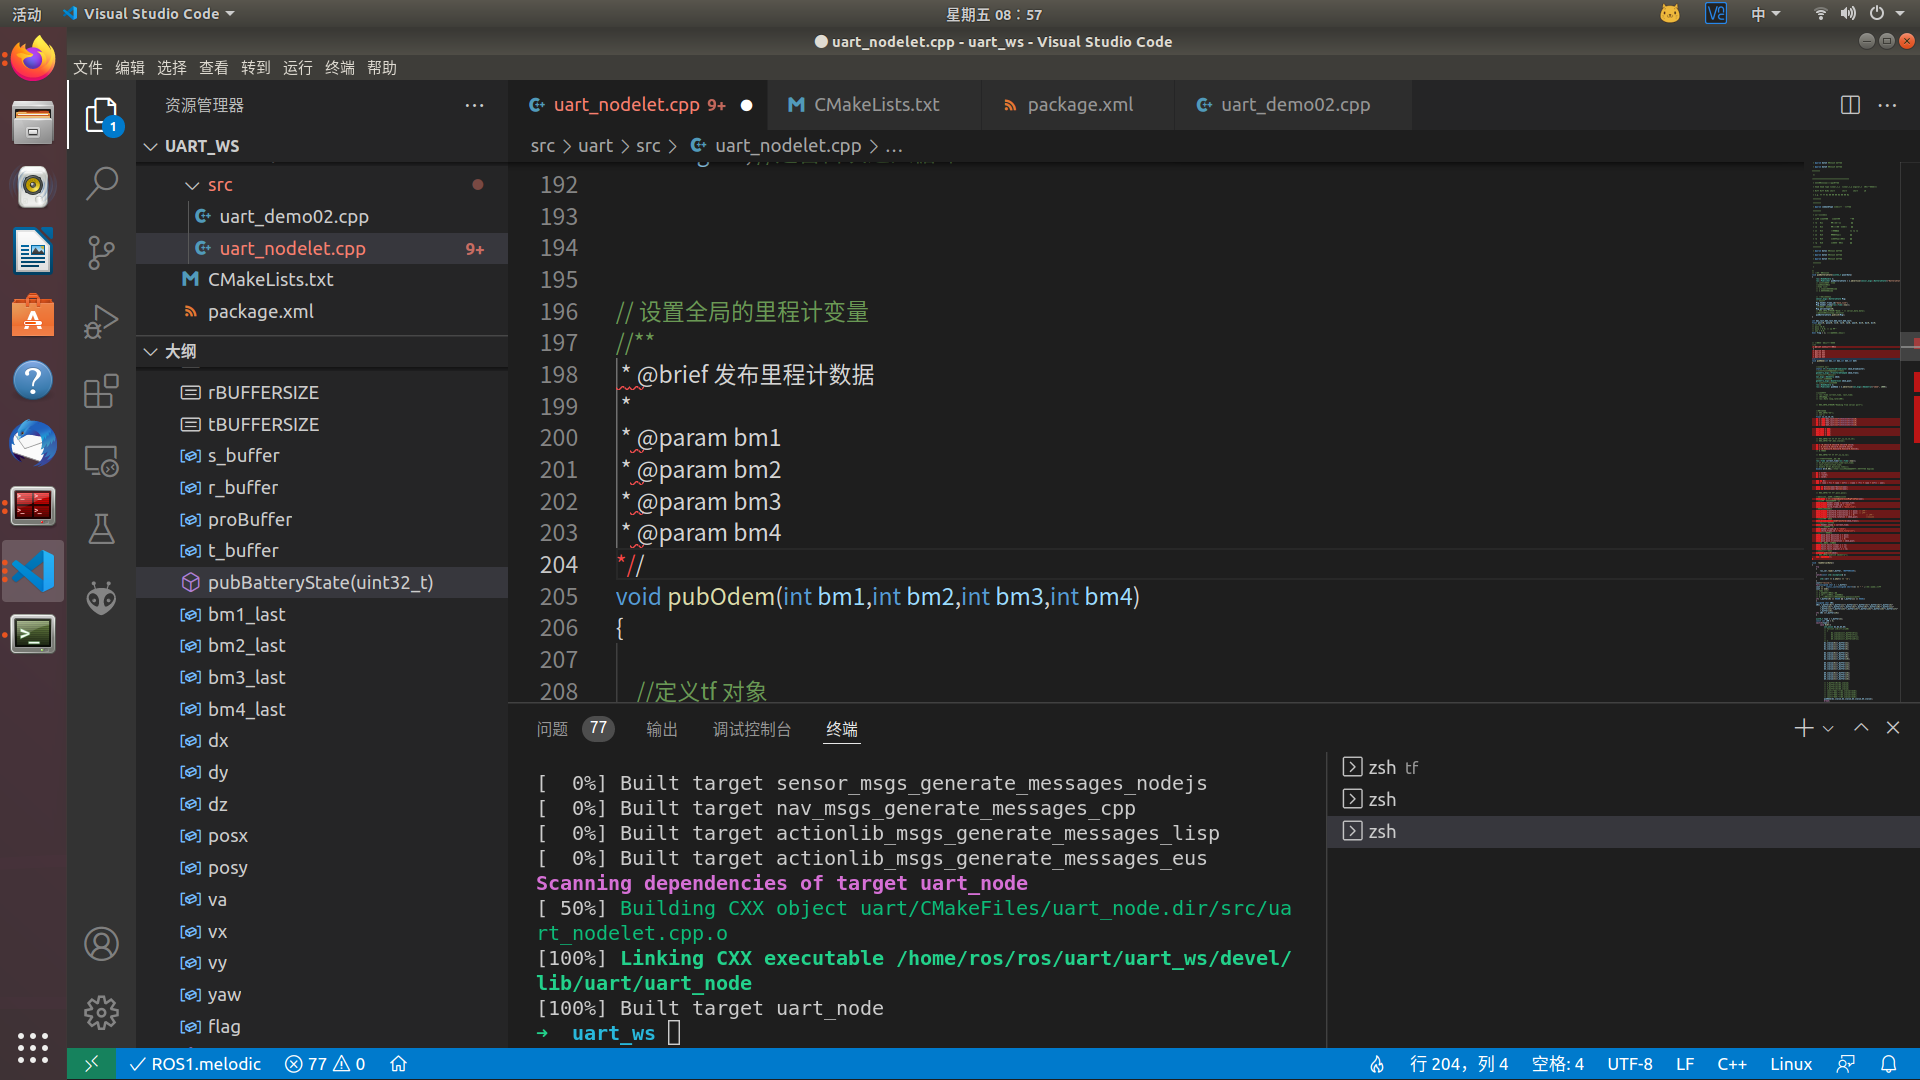 活动 Visual Studio Code 星期五 08：57 中
uart_nodelet.cpp - uart_ws - Visual Studio Code
文件 编辑 选择 查看 转到 运行 终端 帮助
资源管理器 ···
1
UART_WS
src
uart_demo02.cpp
uart_nodelet.cpp 9+
CMakeLists.txt
package.xml
大纲
rBUFFERSIZE
tBUFFERSIZE
s_buffer
r_buffer
proBuffer
t_buffer
pubBatteryState(uint32_t)
bm1_last
bm2_last
bm3_last
bm4_last
dx
dy
dz
posx
posy
va
vx
vy
yaw
flag
uart_nodelet.cpp 9+ CMakeLists.txt package.xml uart_demo02.cpp ···
src > uart > src > uart_nodelet.cpp > ...
192
193
194
195
196 // 设置全局的里程计变量
197 //**
198 * @brief 发布里程计数据
199 *
200 * @param bm1
201 * @param bm2
202 * @param bm3
203 * @param bm4
204 *//
205 void pubOdem(int bm1,int bm2,int bm3,int bm4)
206 {
207
208 //定义tf 对象
问题 77 输出 调试控制台 终端
[  0%] Built target sensor_msgs_generate_messages_nodejs
[  0%] Built target nav_msgs_generate_messages_cpp
[  0%] Built target actionlib_msgs_generate_messages_lisp
[  0%] Built target actionlib_msgs_generate_messages_eus
Scanning dependencies of target uart_node
[ 50%] Building CXX object uart/CMakeFiles/uart_node.dir/src/ua
rt_nodelet.cpp.o
[100%] Linking CXX executable /home/ros/ros/uart/uart_ws/devel/
lib/uart/uart_node
[100%] Built target uart_node
➜  uart_ws
zsh tf
zsh
zsh
ROS1.melodic 77 0 行 204，列 4 空格: 4 UTF-8 LF C++ Linux